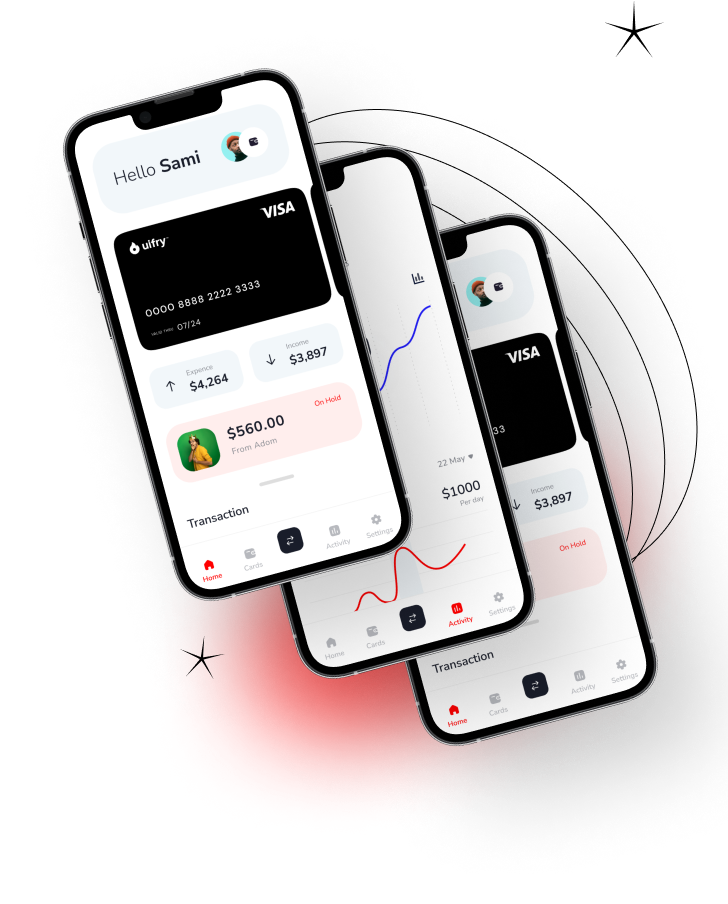 Hello Sami
VISA
uifry
0000 8888 2222 3333
VALID THRU 07/24
Expence
$4,264
Income
$3,897
On Hold
$560.00
From Adom
Transaction
Home
Cards
Activity
Settings
22 May
$1000
Per day
Home
Cards
Activity
Settings
VISA
33
Income
$3,897
On Hold
Transaction
Home
Cards
Activity
Settings